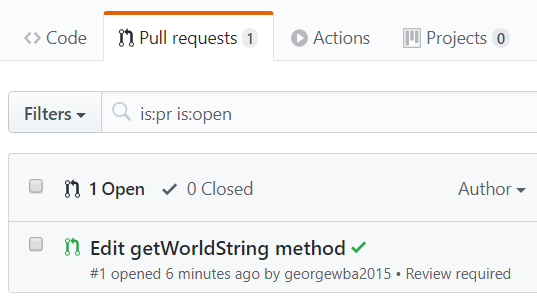 Code Pull requests 1 Actions Projects 0
Filters is:pr is:open
1 Open 0 Closed Author
Edit getWorldString method
#1 opened 6 minutes ago by georgewba2015 • Review required